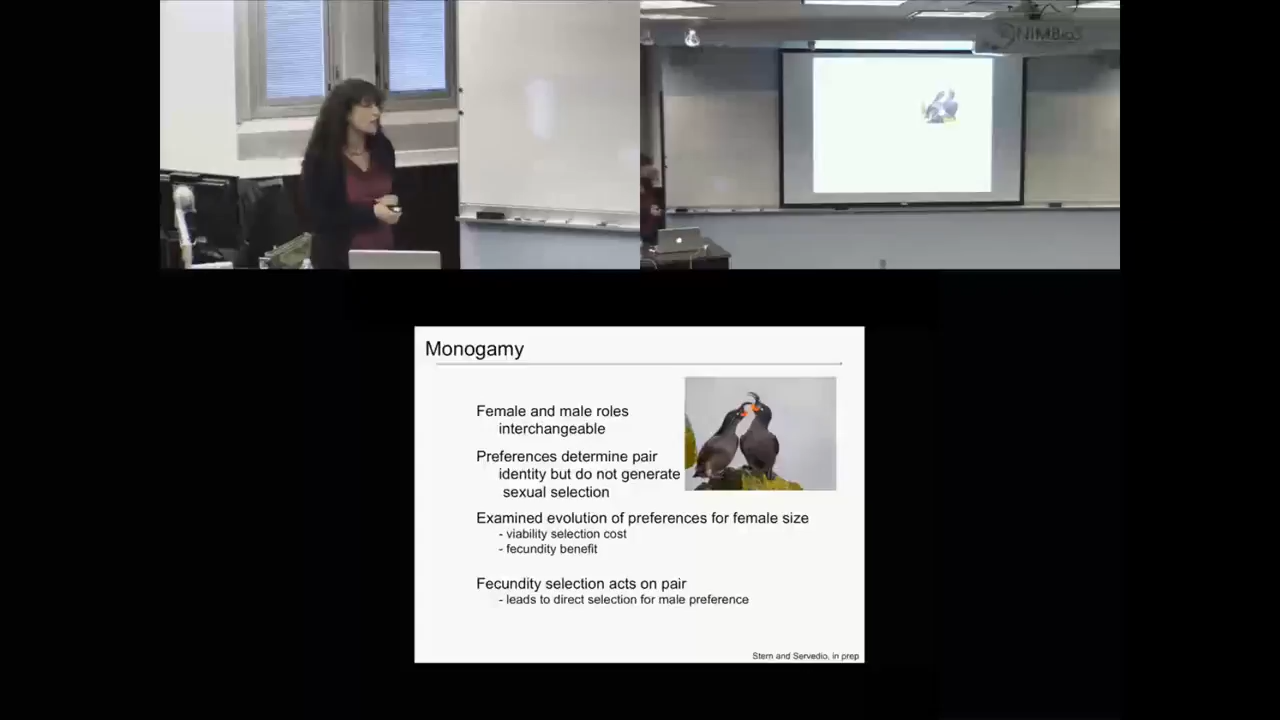 NIMBioS
Monogamy
Female and male roles
interchangeable
Preferences determine pair
identity but do not generate
sexual selection
Examined evolution of preferences for female size
- viability selection cost
- fecundity benefit
Fecundity selection acts on pair
- leads to direct selection for male preference
Stern and Servedio, in prep